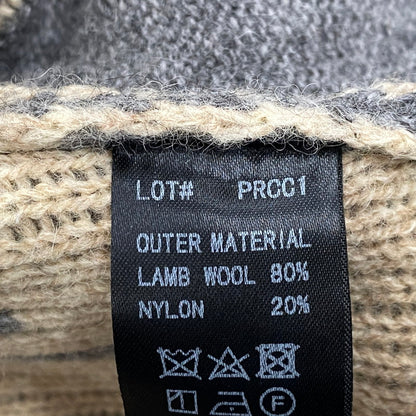 LOT# PRCC1
OUTER MATERIAL
LAMB WOOL 80%
NYLON 20%